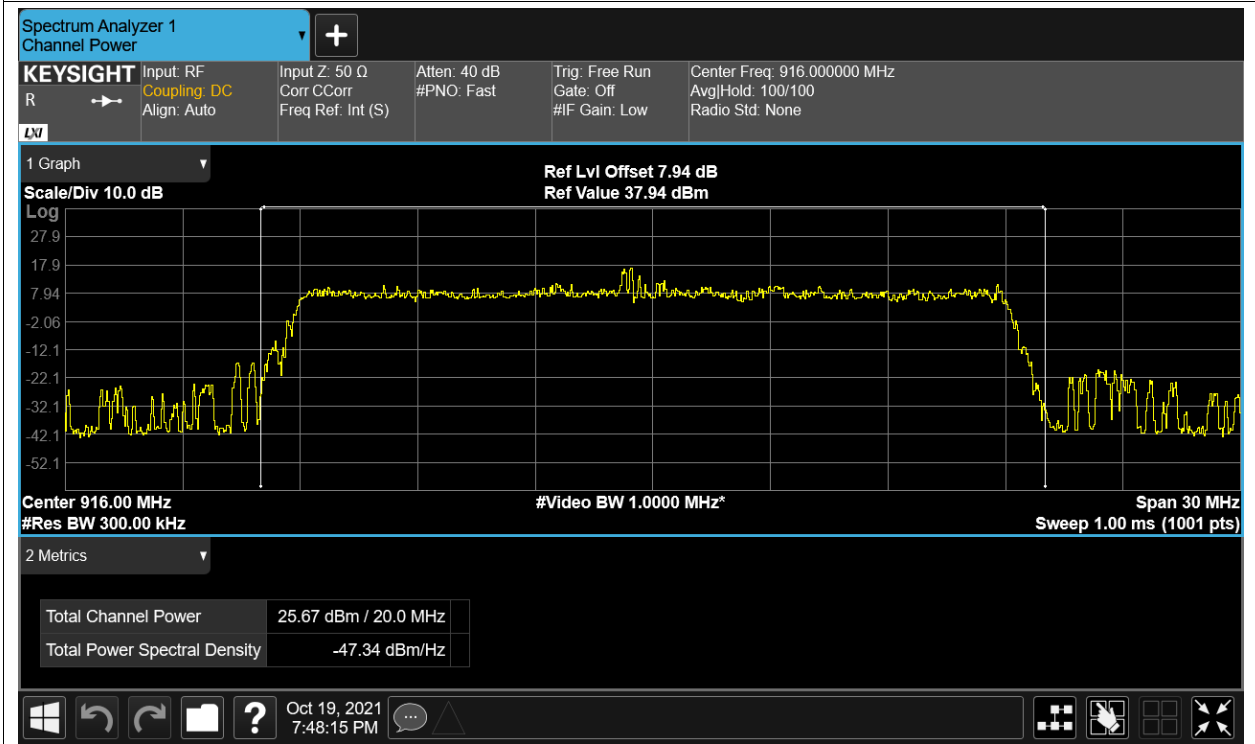 Spectrum Analyzer 1
Channel Power
KEYSIGHT
R
LXI
Input: RF
Coupling: DC
Align: Auto
Input Z: 50 Ω
Corr CCorr
Freq Ref: Int (S)
Atten: 40 dB
#PNO: Fast
Trig: Free Run
Gate: Off
#IF Gain: Low
Center Freq: 916.000000 MHz
Avg|Hold: 100/100
Radio Std: None
1 Graph
Ref Lvl Offset 7.94 dB
Scale/Div 10.0 dB
Ref Value 37.94 dBm
Log
27.9
17.9
7.94
-2.06
-12.1
-22.1
-32.1
-42.1
-52.1
Center 916.00 MHz
#Video BW 1.0000 MHz*
Span 30 MHz
#Res BW 300.00 kHz
Sweep 1.00 ms (1001 pts)
2 Metrics
Total Channel Power 25.67 dBm / 20.0 MHz
Total Power Spectral Density -47.34 dBm/Hz
?
Oct 19, 2021
7:48:15 PM